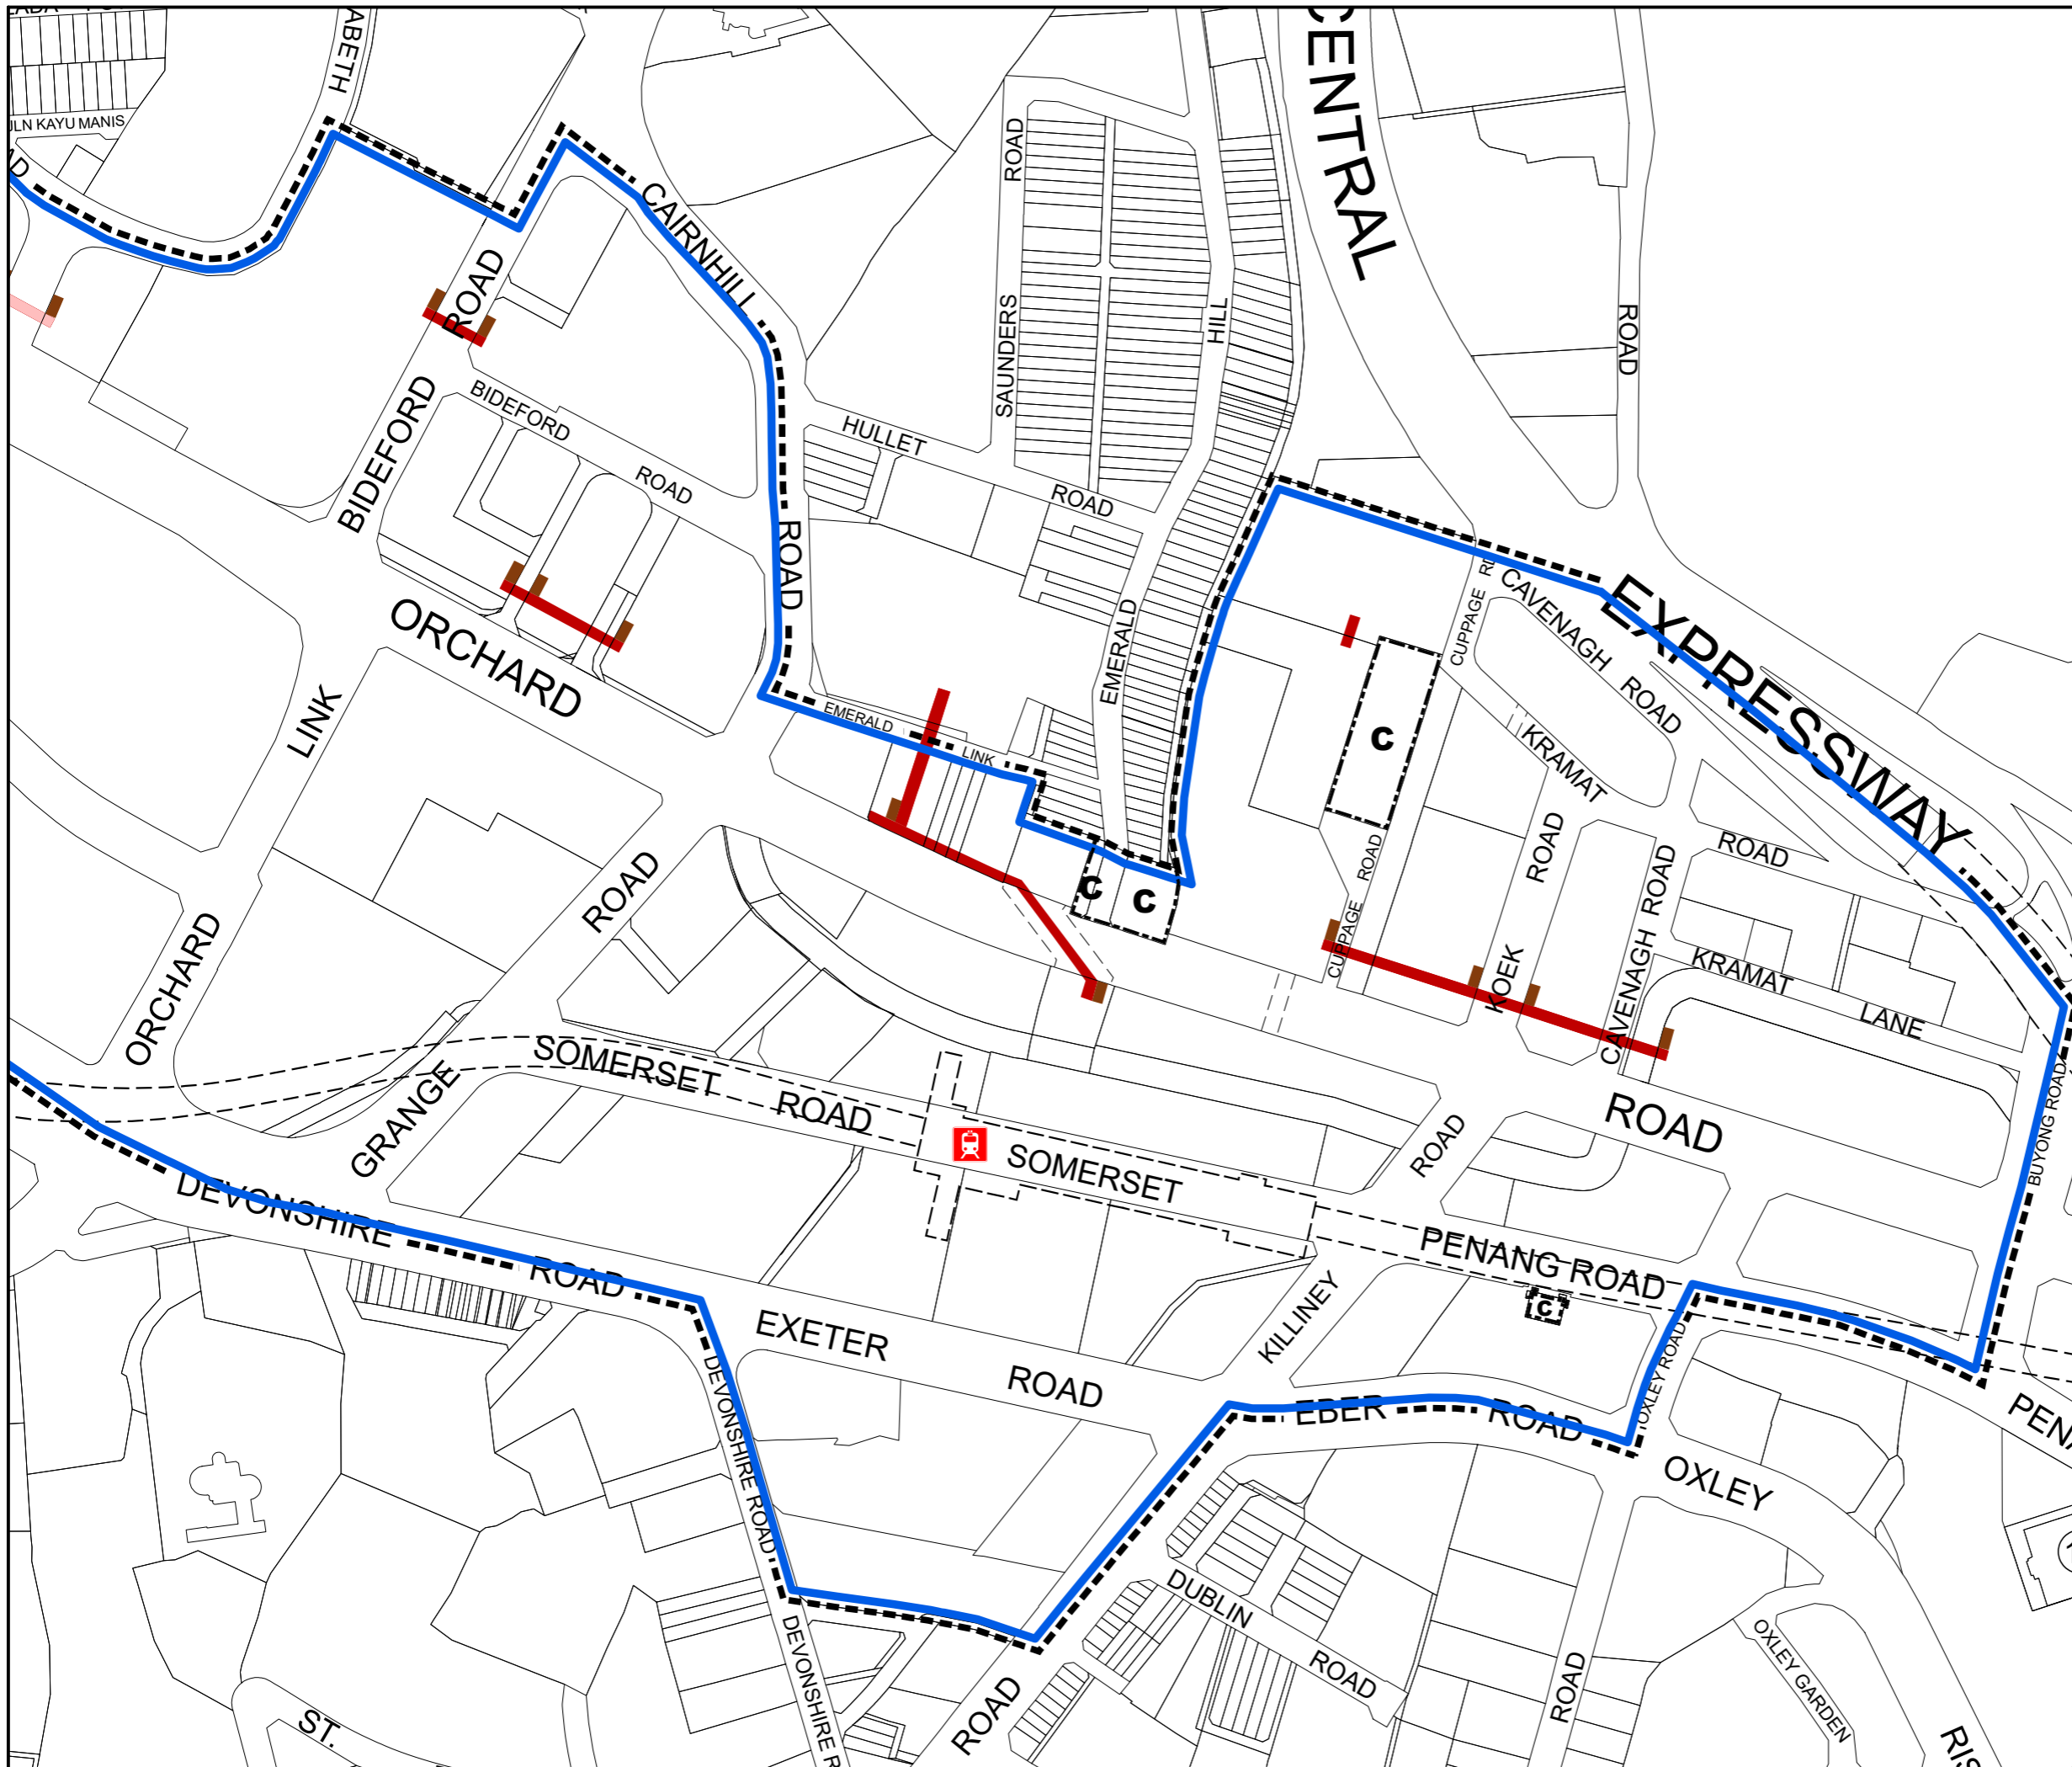 ABETH
JLN KAYU MANIS
CENTRAL
ROAD
CAIRNHILL
ROAD
SAUNDERS
HILL
ROAD
ROAD
BIDEFORD
BIDEFORD
ROAD
HULLET
ROAD
ROAD
ORCHARD
LINK
EMERALD
LINK
EMERALD
CUPPAGE
CAVENAGH
ROAD
EXPRESSWAY
KRAMAT
C
C
C
CUPPAGE
ROAD
KOEK
ROAD
CAVENAGH
ROAD
ROAD
KRAMAT
LANE
ORCHARD
ROAD
GRANGE
SOMERSET
ROAD
SOMERSET
ROAD
ROAD
BUYONG ROAD
PENANG ROAD
C
DEVONSHIRE
ROAD
EXETER
ROAD
KILLINEY
EBER
ROAD
OXLEY ROAD
OXLEY
DEVONSHIRE ROAD
DUBLIN
ROAD
ROAD
ROAD
OXLEY GARDEN
DEVONSHIRE R
ST.